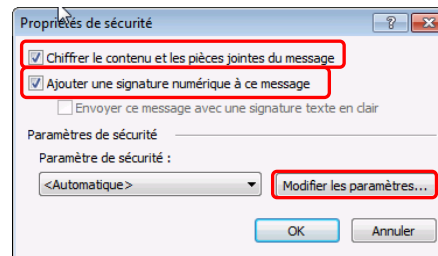 Propriétés de sécurité
Chiffrer le contenu et les pièces jointes du message
Ajouter une signature numérique à ce message
Envoyer ce message avec une signature texte en clair
Paramètres de sécurité
Paramètre de sécurité :
<Automatique>
Modifier les paramètres...
OK
Annuler